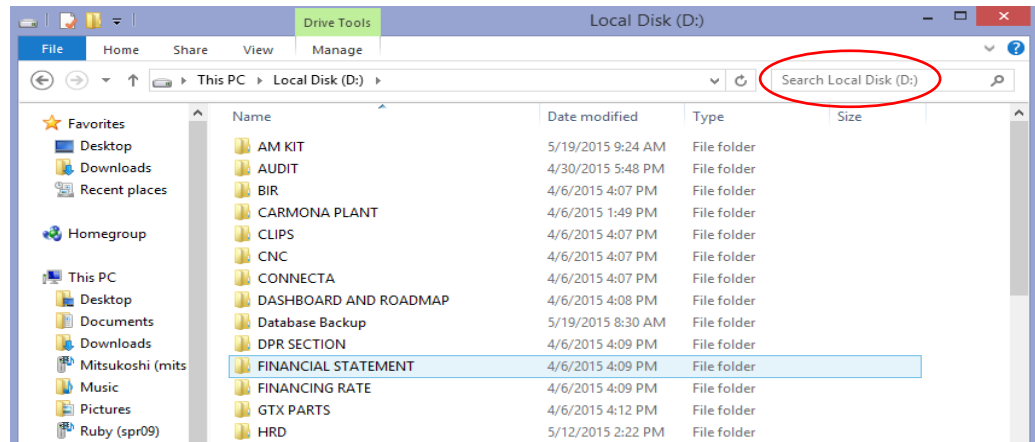 Drive Tools Local Disk (D:)
File Home Share View Manage
This PC Local Disk (D:) Search Local Disk (D:)
Name Date modified Type Size
Favorites
Desktop AM KIT 5/19/2015 9:24 AM File folder
Downloads AUDIT 4/30/2015 5:48 PM File folder
Recent places BIR 4/6/2015 4:07 PM File folder
CARMONA PLANT 4/6/2015 1:49 PM File folder
Homegroup CLIPS 4/6/2015 4:07 PM File folder
CNC 4/6/2015 4:07 PM File folder
This PC CONNECTA 4/6/2015 4:07 PM File folder
Desktop DASHBOARD AND ROADMAP 4/6/2015 4:08 PM File folder
Documents Database Backup 5/19/2015 8:30 AM File folder
Downloads DPR SECTION 4/6/2015 4:09 PM File folder
Mitsukoshi (mits FINANCIAL STATEMENT 4/6/2015 4:09 PM File folder
Music FINANCING RATE 4/6/2015 4:09 PM File folder
Pictures GTX PARTS 4/6/2015 4:12 PM File folder
Ruby (spr09) HRD 5/12/2015 2:22 PM File folder